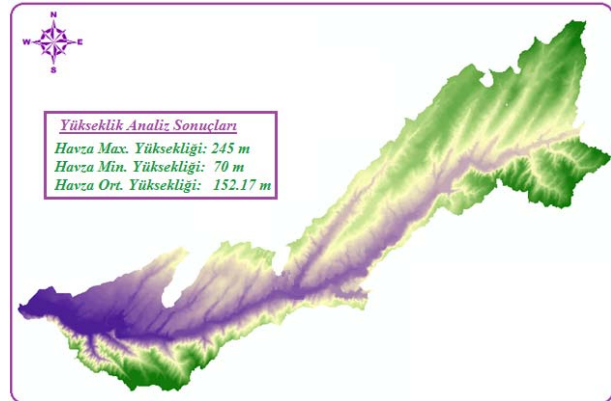 N
W E
S
Yükseklik Analiz Sonuçları
Havza Max. Yüksekliği: 245 m
Havza Min. Yüksekliği: 70 m
Havza Ort. Yüksekliği: 152.17 m